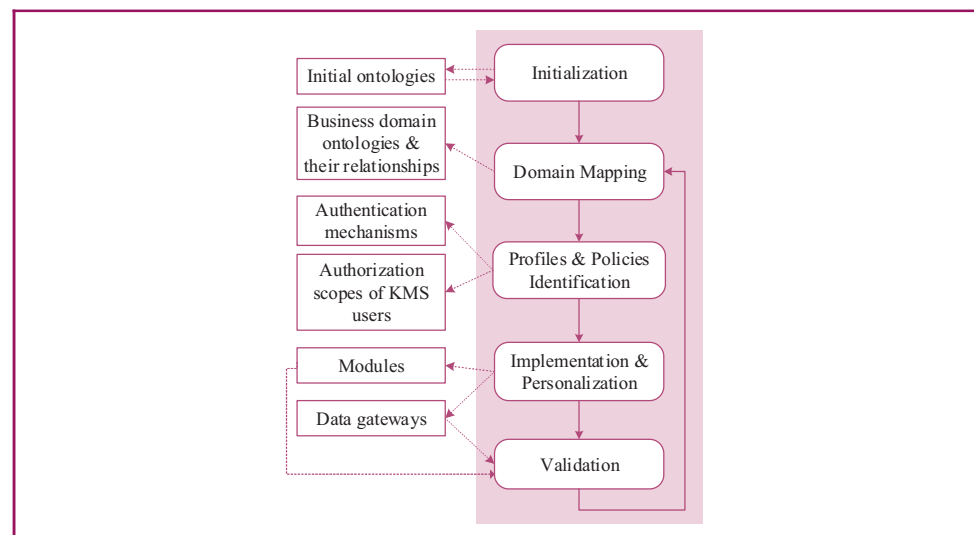 Initialization
Initial ontologies
Business domain
ontologies &
their relationships
Domain Mapping
Authentication
mechanisms
Profiles & Policies
Identification
Authorization
scopes of KMS
users
Implementation &
Personalization
Modules
Data gateways
Validation